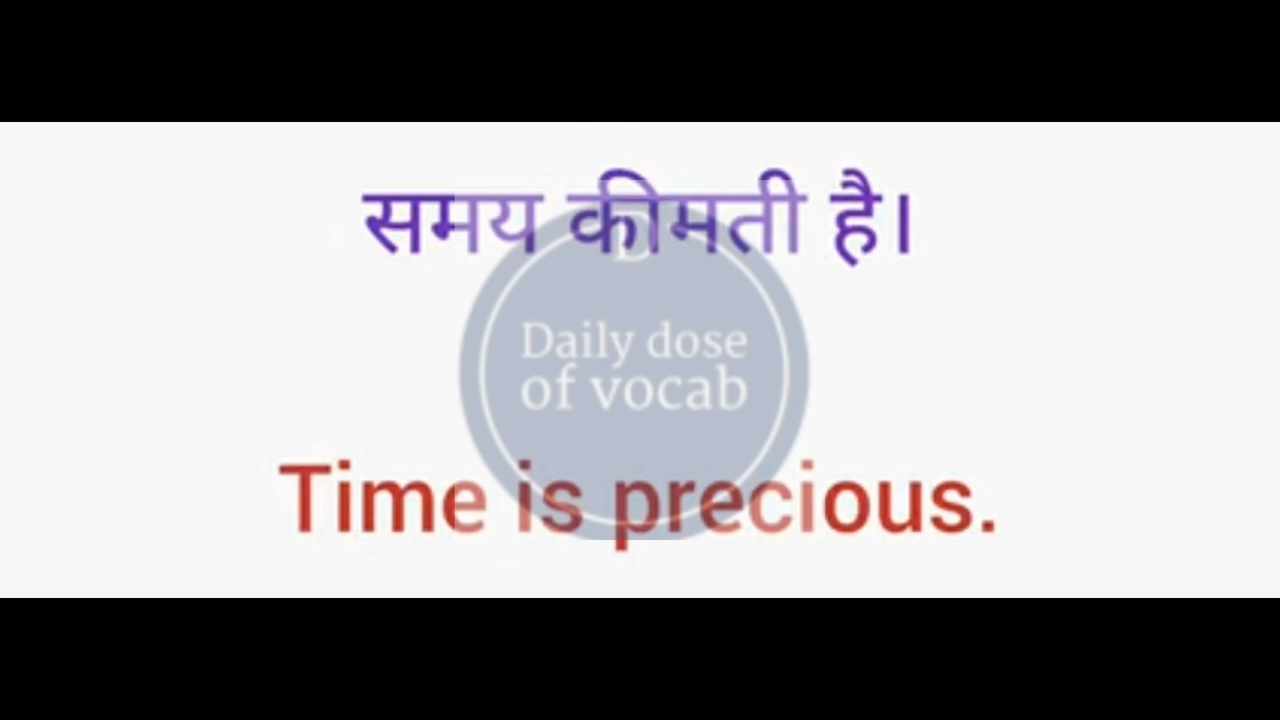 समय कीमती है।
D
Daily dose
of vocab
Time is precious.